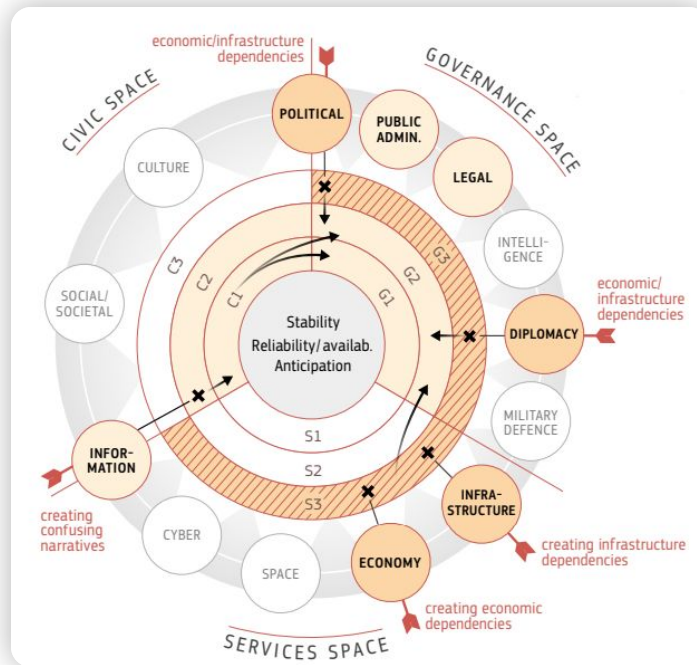 economic/infrastructure
dependencies
CIVIC SPACE
GOVERNANCE SPACE
POLITICAL
PUBLIC
ADMIN.
LEGAL
CULTURE
INTELLI-
GENCE
SOCIAL/
SOCIETAL
C3
C2
C1
G3
G2
G1
economic/
infrastructure
dependencies
DIPLOMACY
Stability
Reliability/availab.
Anticipation
MILITARY
DEFENCE
S1
S2
S3
INFOR-
MATION
creating
confusing
narratives
CYBER
SPACE
ECONOMY
INFRA-
STRUCTURE
creating infrastructure
dependencies
creating economic
dependencies
SERVICES SPACE